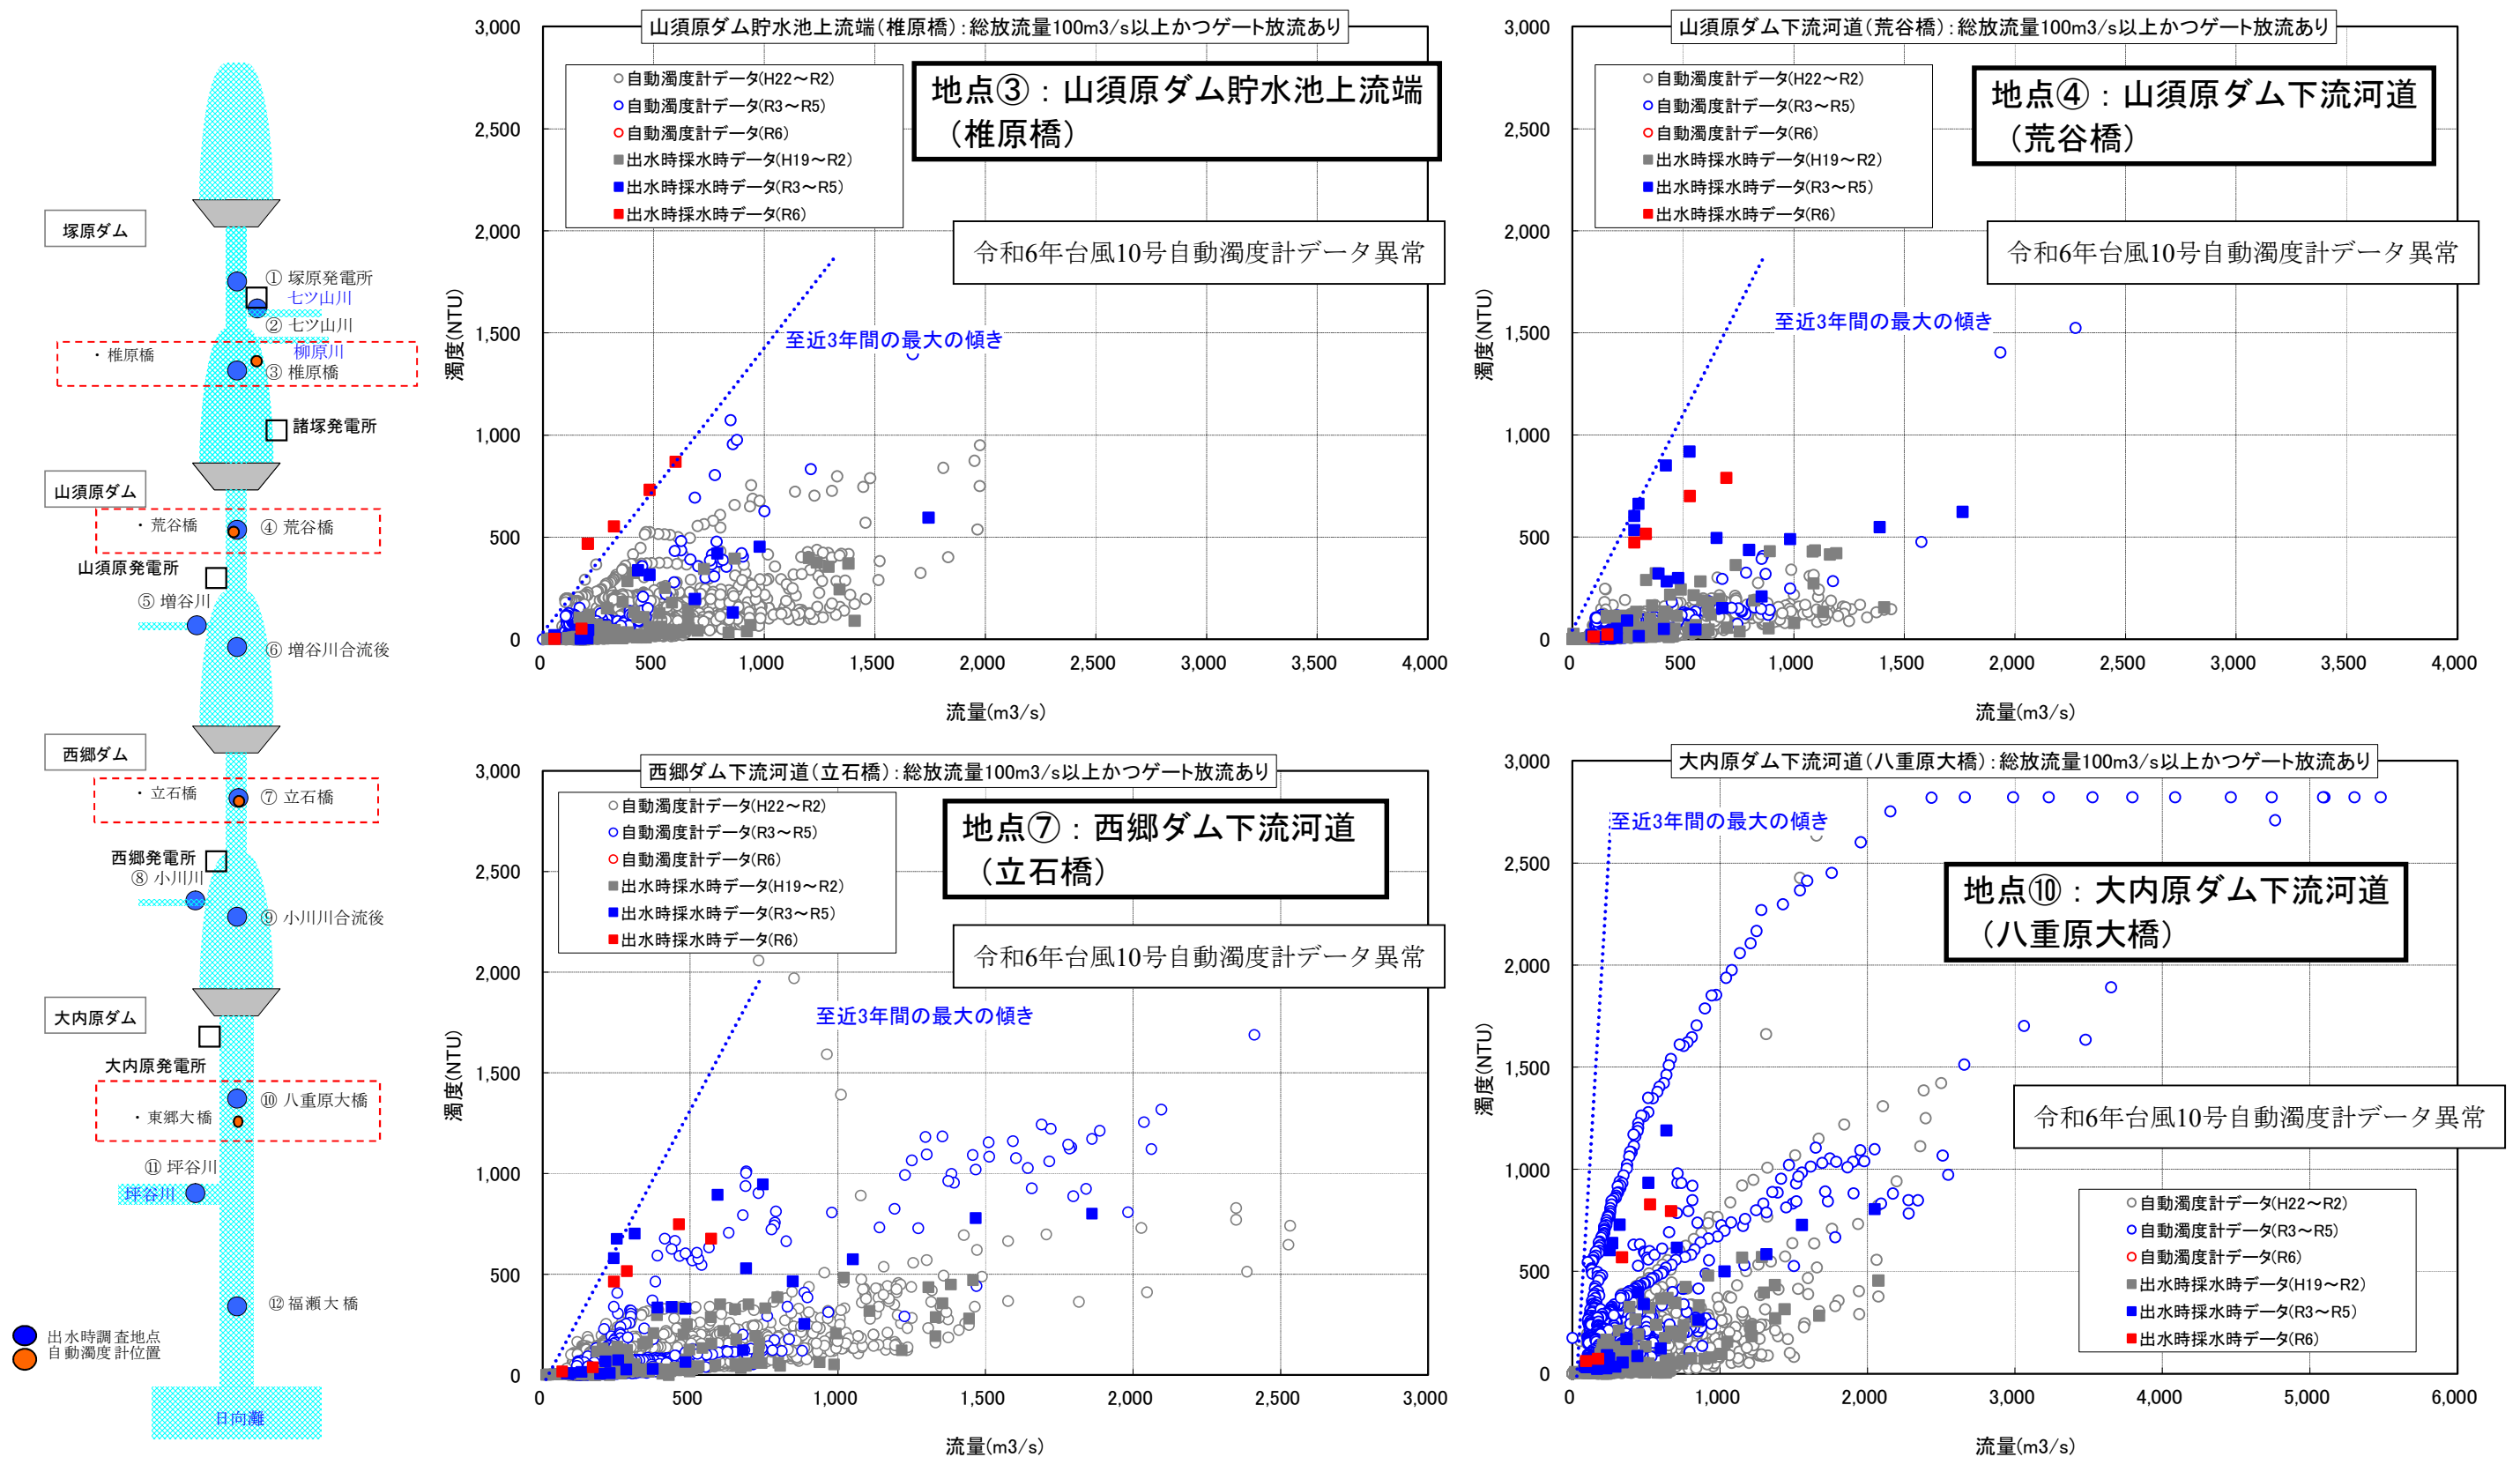 塚原ダム
① 塚原発電所
七ツ山川
② 七ツ山川
柳原川
・椎原橋
③ 椎原橋
諸塚発電所
山須原ダム
・荒谷橋
④ 荒谷橋
山須原発電所
⑤ 増谷川
⑥ 増谷川合流後
西郷ダム
・立石橋
⑦ 立石橋
西郷発電所
⑧ 小川川
⑨ 小川川合流後
大内原ダム
大内原発電所
⑩ 八重原大橋
・東郷大橋
⑪ 坪谷川
坪谷川
⑫福瀬大橋
出水時調査地点
自動濁度計位置
日向灘
山須原ダム貯水池上流端(椎原橋):総放流量100m3/s以上かつゲート放流あり
自動濁度計データ(H22~R2)
自動濁度計データ(R3~R5)
自動濁度計データ(R6)
出水時採水時データ(H19~R2)
出水時採水時データ(R3~R5)
出水時採水時データ(R6)
地点③:山須原ダム貯水池上流端
(椎原橋)
令和6年台風10号自動濁度計データ異常
至近3年間の最大の傾き
濁度(NTU)
3,000
2,500
2,000
1,500
1,000
500
0
0 500 1,000 1,500 2,000 2,500 3,000 3,500 4,000
流量(m3/s)
山須原ダム下流河道(荒谷橋):総放流量100m3/s以上かつゲート放流あり
自動濁度計データ(H22~R2)
自動濁度計データ(R3~R5)
自動濁度計データ(R6)
出水時採水時データ(H19~R2)
出水時採水時データ(R3~R5)
出水時採水時データ(R6)
地点④:山須原ダム下流河道
(荒谷橋)
令和6年台風10号自動濁度計データ異常
至近3年間の最大の傾き
濁度(NTU)
3,000
2,500
2,000
1,500
1,000
500
0
0 500 1,000 1,500 2,000 2,500 3,000 3,500 4,000
流量(m3/s)
西郷ダム下流河道(立石橋):総放流量100m3/s以上かつゲート放流あり
自動濁度計データ(H22~R2)
自動濁度計データ(R3~R5)
自動濁度計データ(R6)
出水時採水時データ(H19~R2)
出水時採水時データ(R3~R5)
出水時採水時データ(R6)
地点⑦:西郷ダム下流河道
(立石橋)
令和6年台風10号自動濁度計データ異常
至近3年間の最大の傾き
濁度(NTU)
3,000
2,500
2,000
1,500
1,000
500
0
0 500 1,000 1,500 2,000 2,500 3,000
流量(m3/s)
大内原ダム下流河道(八重原大橋):総放流量100m3/s以上かつゲート放流あり
至近3年間の最大の傾き
地点⑩:大内原ダム下流河道
(八重原大橋)
令和6年台風10号自動濁度計データ異常
自動濁度計データ(H22~R2)
自動濁度計データ(R3~R5)
自動濁度計データ(R6)
出水時採水時データ(H19~R2)
出水時採水時データ(R3~R5)
出水時採水時データ(R6)
濁度(NTU)
3,000
2,500
2,000
1,500
1,000
500
0
0 1,000 2,000 3,000 4,000 5,000 6,000
流量(m3/s)